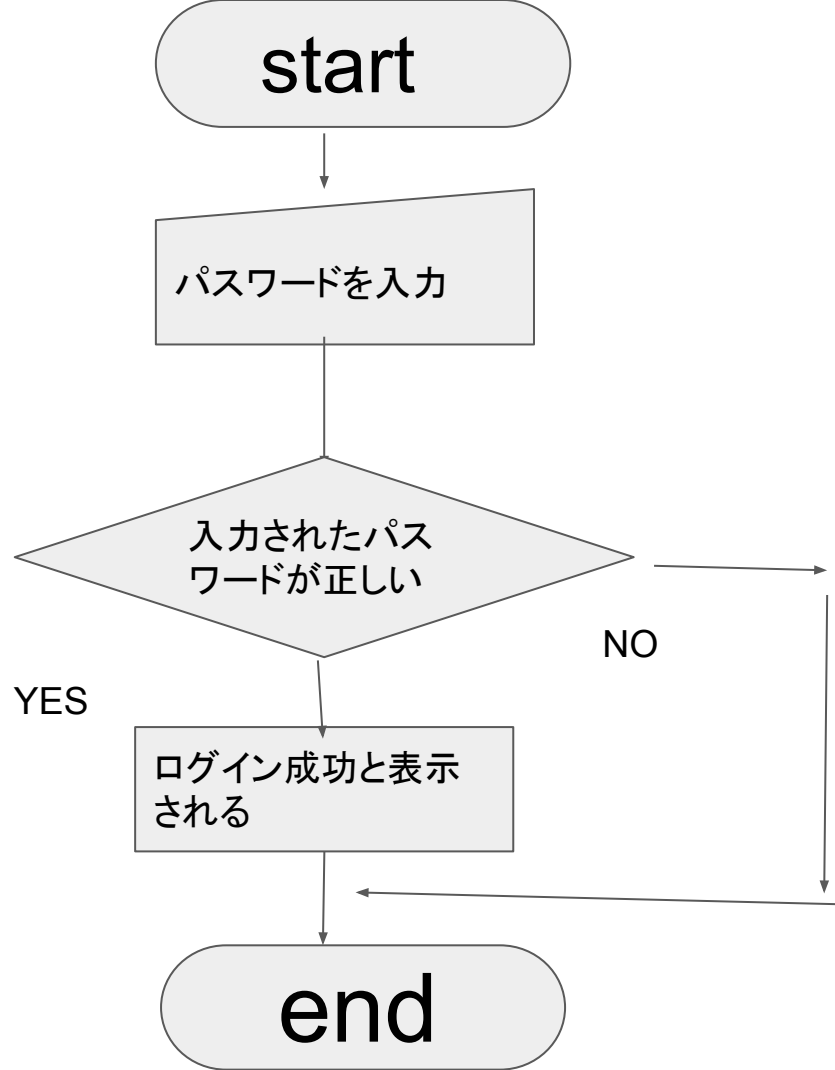 start
パスワードを入力
入力されたパス
ワードが正しい
NO
YES
ログイン成功と表示
される
end